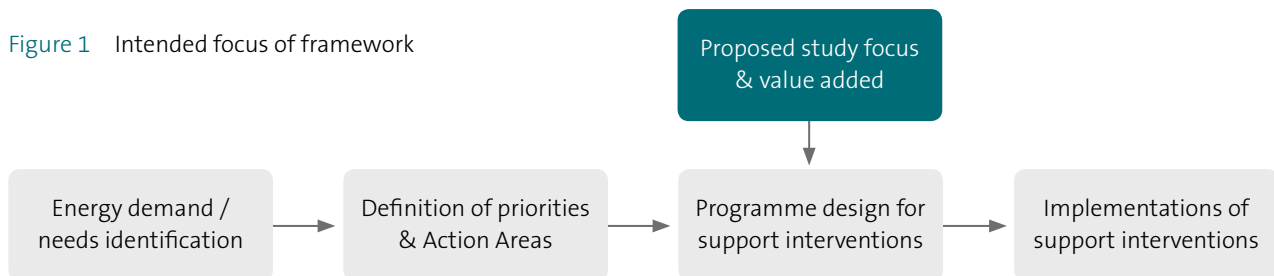 Figure 1 Intended focus of framework
Proposed study focus
& value added
Energy demand /
needs identification
Definition of priorities
& Action Areas
Programme design for
support interventions
Implementations of
support interventions